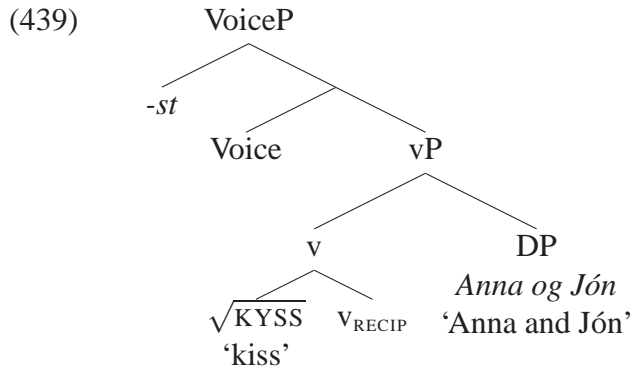 (439) VoiceP
-st
Voice vP
v DP
Anna og Jón
√KYSS v_RECIP 'Anna and Jón'
'kiss'